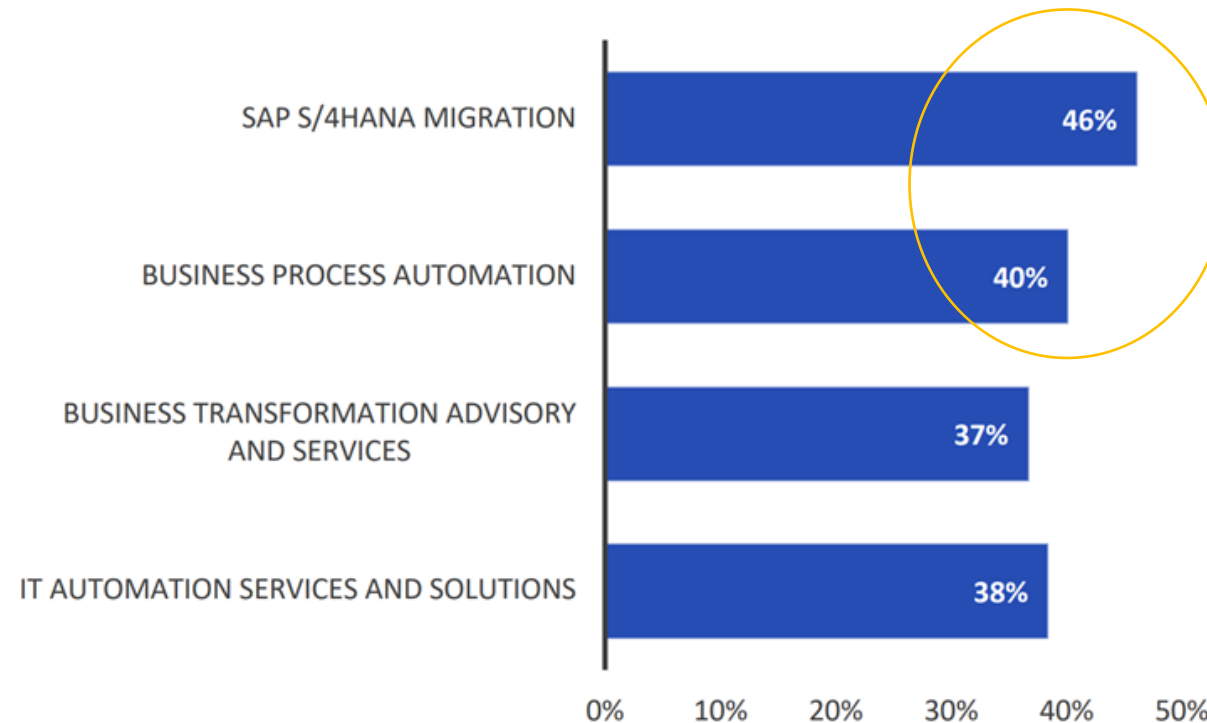 SAP S/4HANA MIGRATION
46%
BUSINESS PROCESS AUTOMATION
40%
BUSINESS TRANSFORMATION ADVISORY
AND SERVICES
37%
IT AUTOMATION SERVICES AND SOLUTIONS
38%
0% 10% 20% 30% 40% 50%